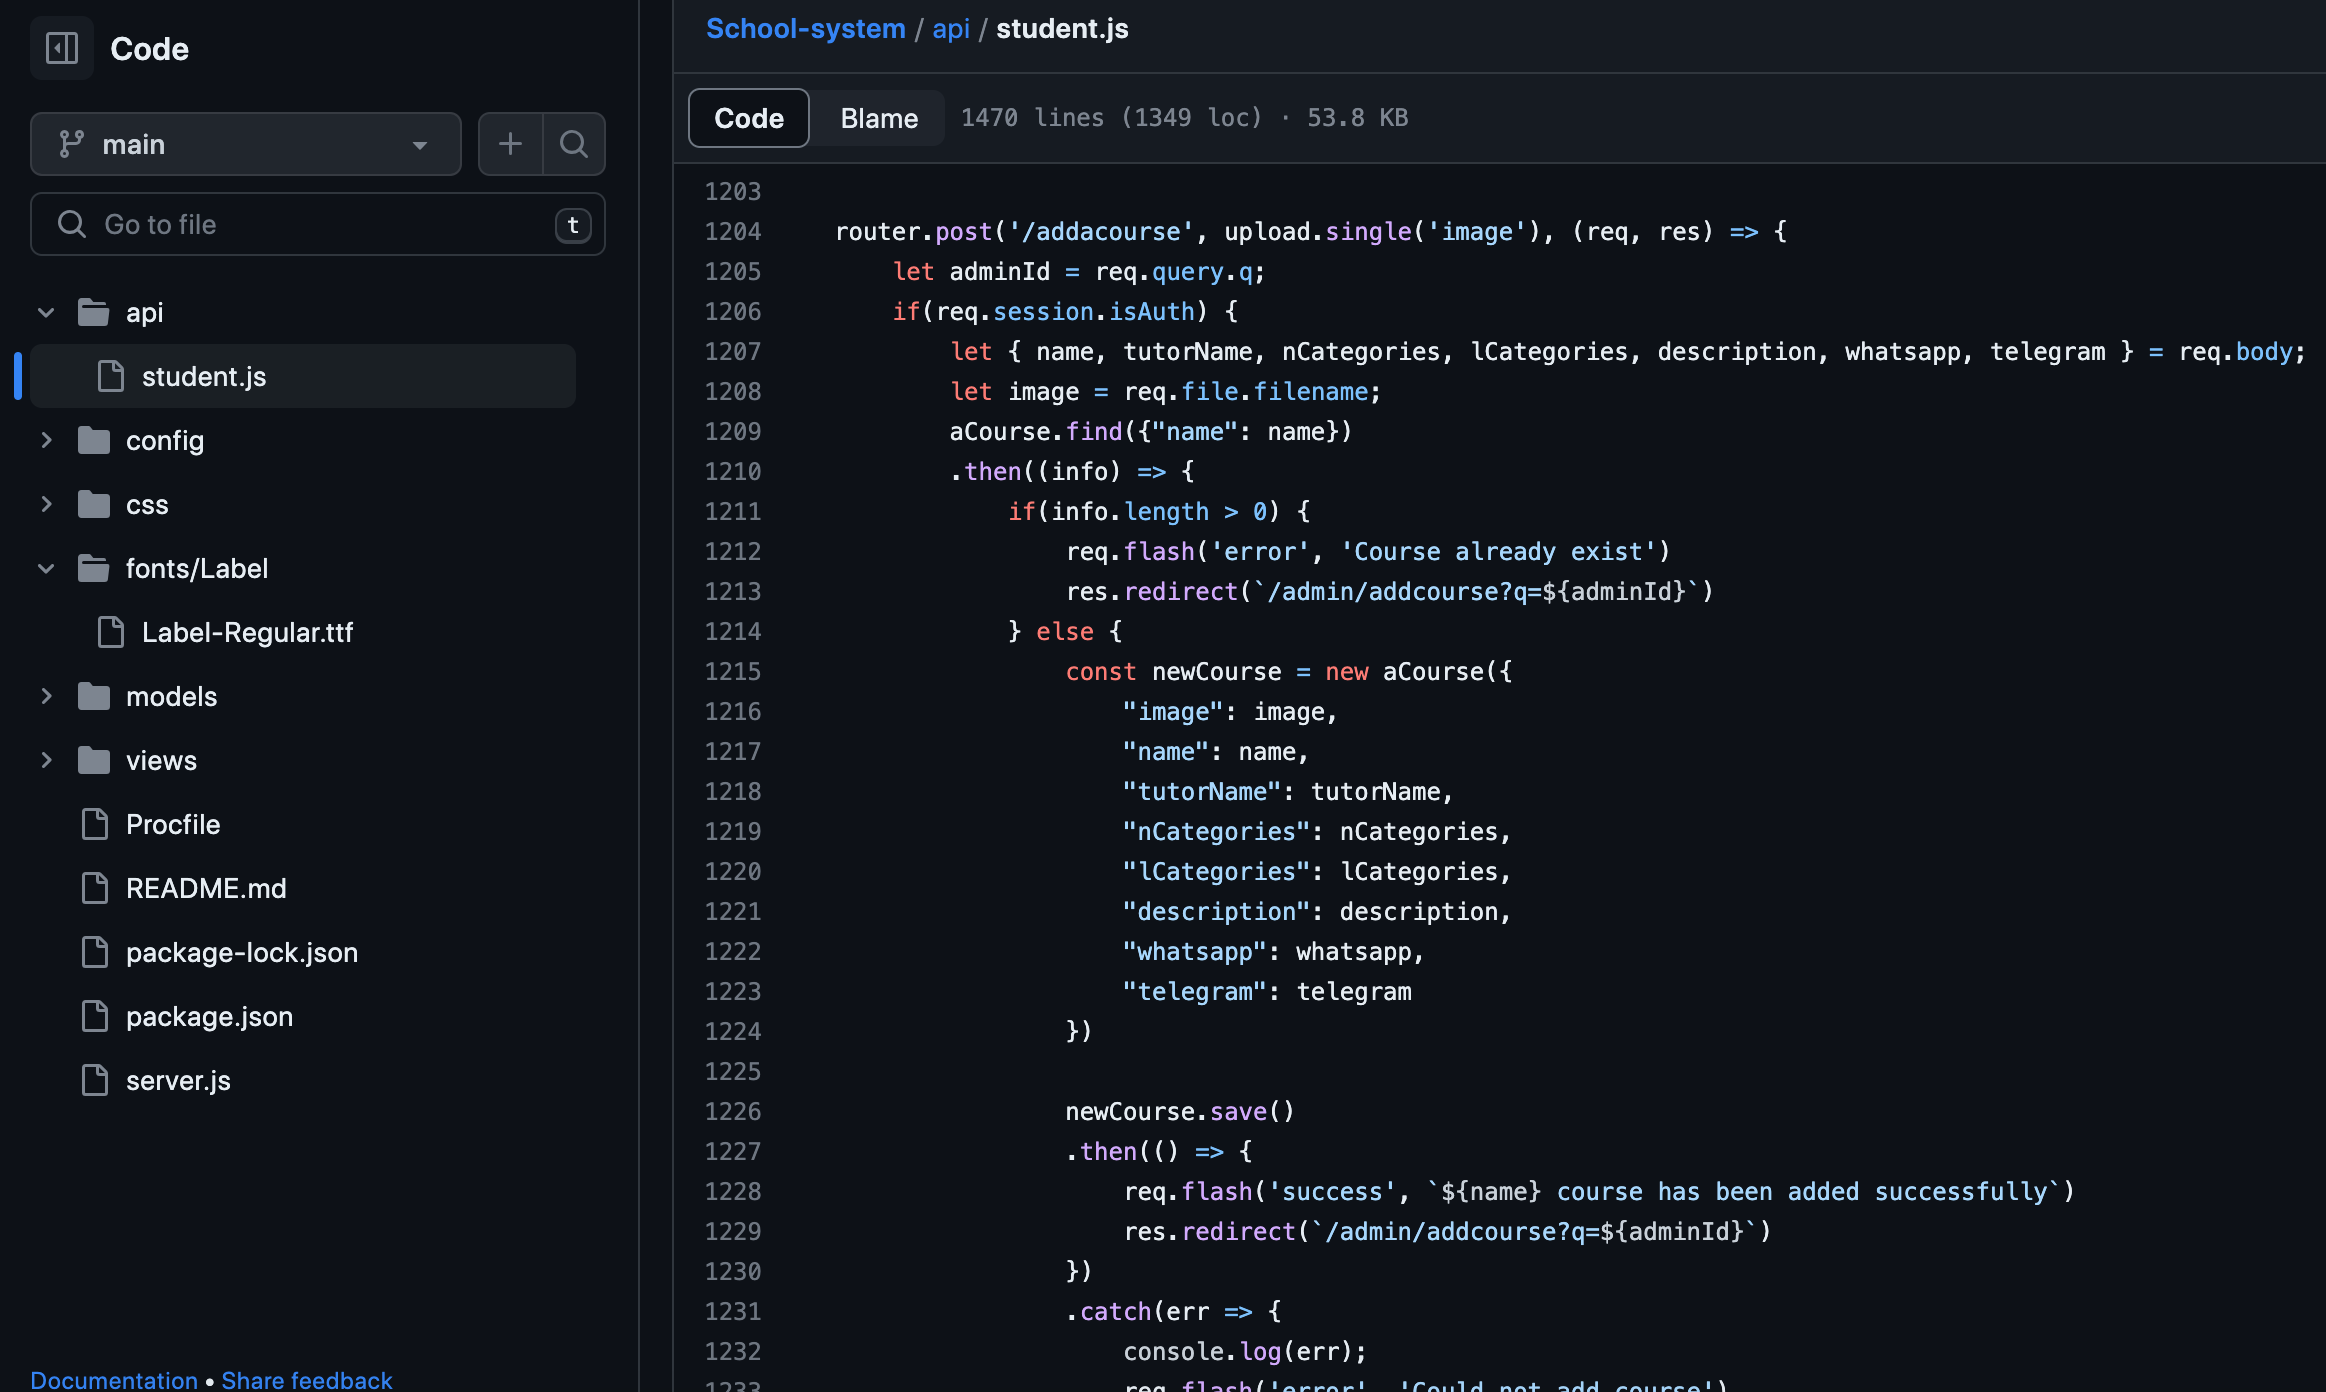 Code
main
Go to file
t
api
student.js
config
css
fonts/Label
Label-Regular.ttf
models
views
Procfile
README.md
package-lock.json
package.json
server.js
Documentation • Share feedback
School-system / api / student.js
Code Blame 1470 lines (1349 loc) · 53.8 KB
1203
1204 router.post('/addacourse', upload.single('image'), (req, res) => {
1205 let adminId = req.query.q;
1206 if(req.session.isAuth) {
1207 let { name, tutorName, nCategories, lCategories, description, whatsapp, telegram } = req.body;
1208 let image = req.file.filename;
1209 aCourse.find({"name": name})
1210 .then((info) => {
1211 if(info.length > 0) {
1212 req.flash('error', 'Course already exist')
1213 res.redirect(`/admin/addcourse?q=${adminId}`)
1214 } else {
1215 const newCourse = new aCourse({
1216 "image": image,
1217 "name": name,
1218 "tutorName": tutorName,
1219 "nCategories": nCategories,
1220 "lCategories": lCategories,
1221 "description": description,
1222 "whatsapp": whatsapp,
1223 "telegram": telegram
1224 })
1225
1226 newCourse.save()
1227 .then(() => {
1228 req.flash('success', `${name} course has been added successfully`)
1229 res.redirect(`/admin/addcourse?q=${adminId}`)
1230 })
1231 .catch(err => {
1232 console.log(err);
1233 req.flash('error', 'Could not add course')